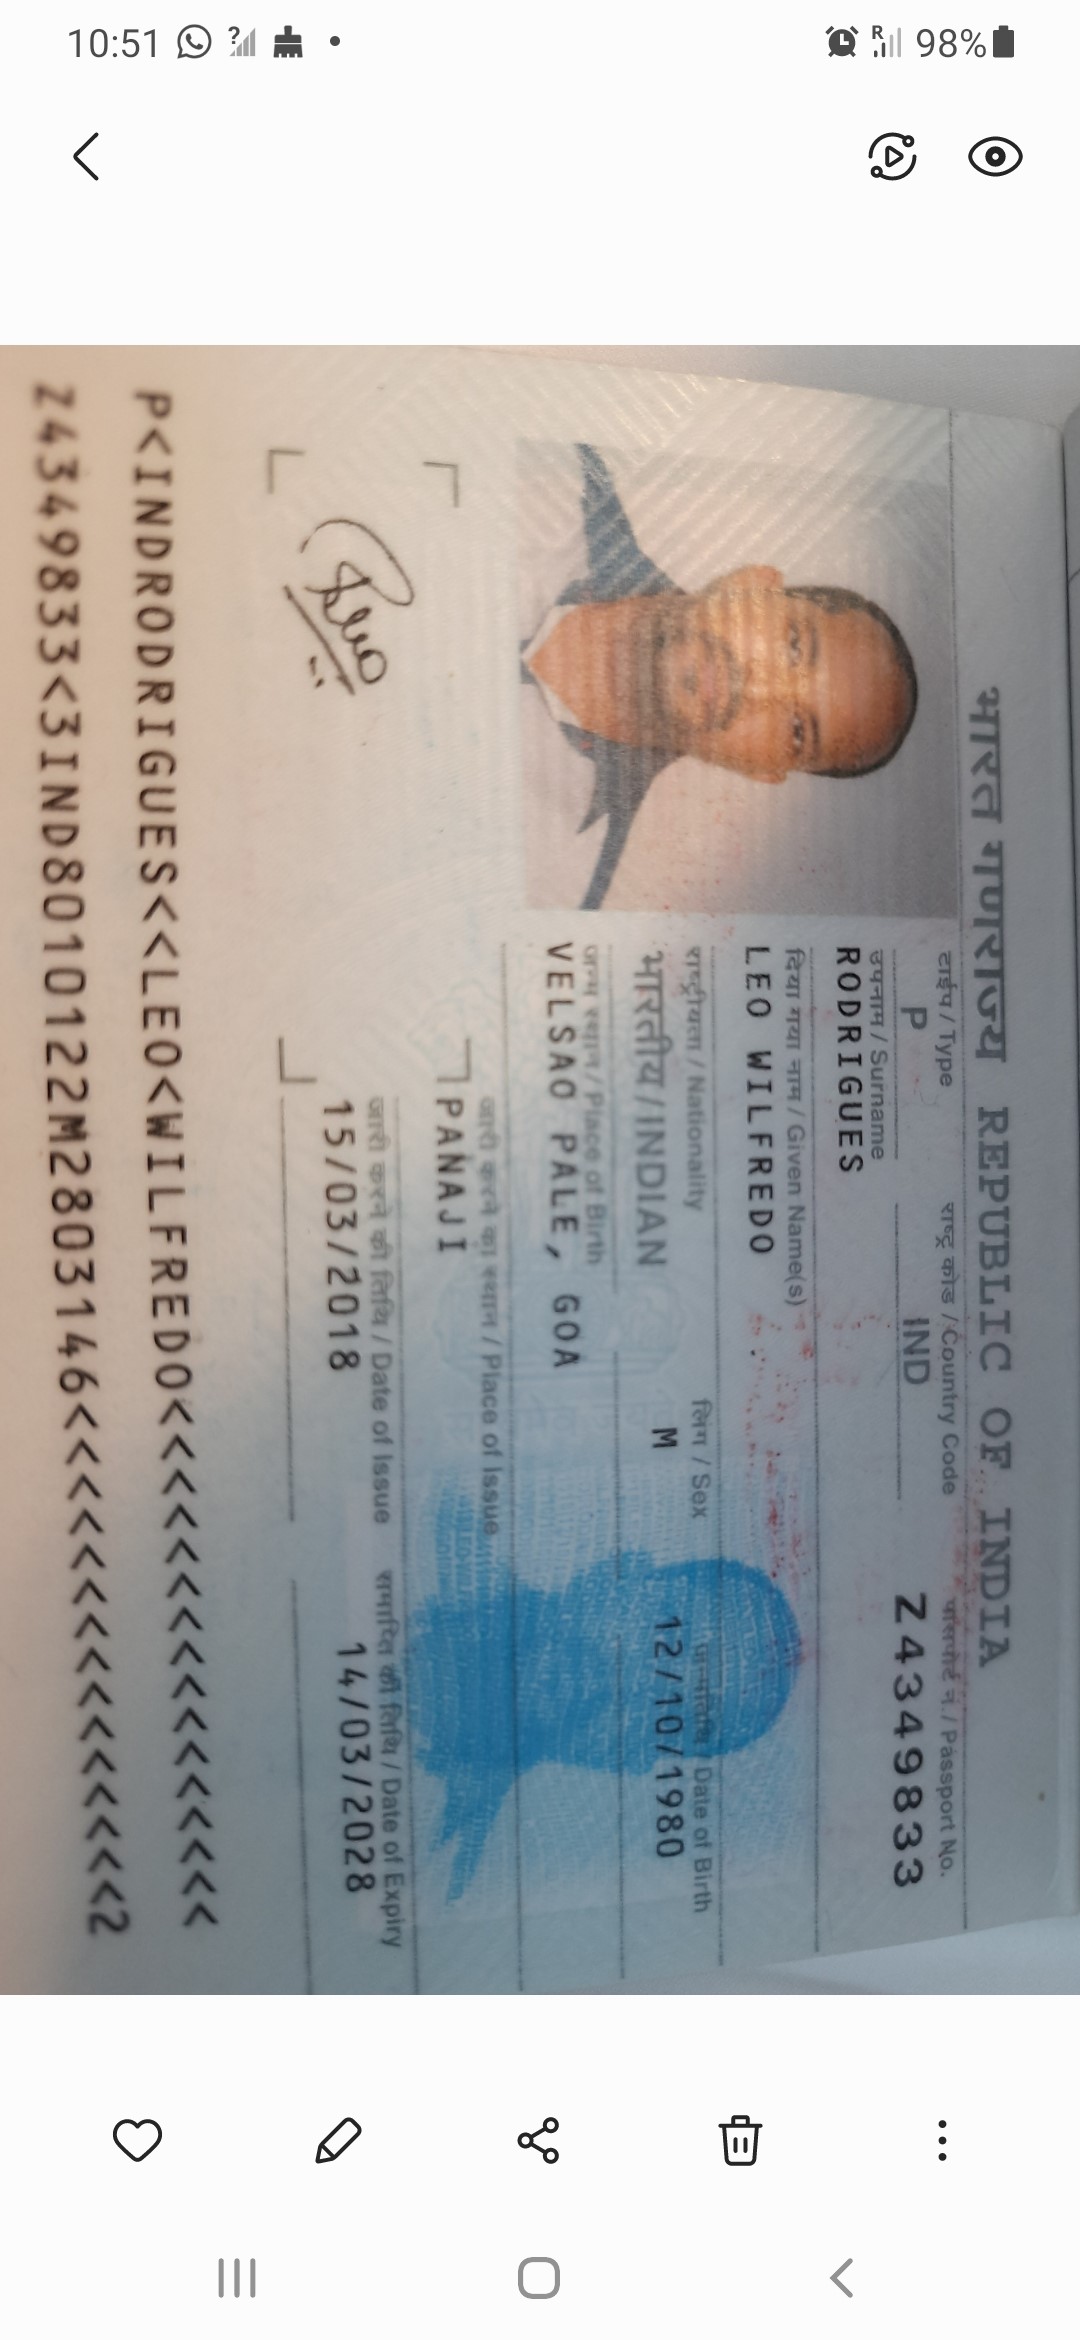 10:51
98%
भारत गणराज्य REPUBLIC OF INDIA
टाईप / Type
राष्ट्र कोड / Country Code
पासपोर्ट नं. / Passport No.
P
IND
Z4349833
उपनाम / Surname
RODRIGUES
दिया गया नाम / Given Name(s)
LEO WILFREDO
राष्ट्रीयता / Nationality
लिंग / Sex
जन्मतिथि / Date of Birth
भारतीय / INDIAN
M
12/10/1980
जन्म स्थान / Place of Birth
VELSAO PALE, GOA
जारी करने का स्थान / Place of Issue
PANAJI
जारी करने की तिथि / Date of Issue
समाप्ति की तिथि / Date of Expiry
15/03/2018
14/03/2028
P<INDRODRIGUES<<LEO<WILFREDO<<<<<<<<<<<<<<<<
Z4349833<3IND8010122M2803146<<<<<<<<<<<<<<<2